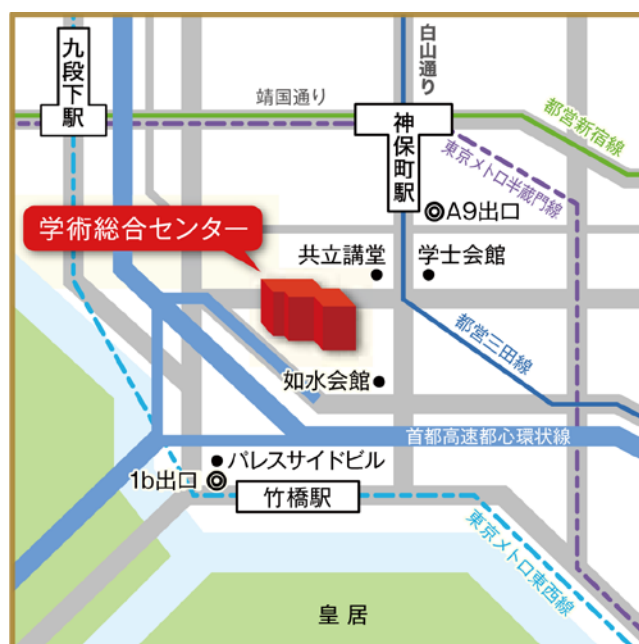 九段下駅
靖国通り
白山通り
神保町駅
都営新宿線
東京メトロ半蔵門線
A9出口
学術総合センター
共立講堂
学士会館
都営三田線
如水会館
首都高速都心環状線
パレスサイドビル
1b出口
竹橋駅
東京メトロ東西線
皇居